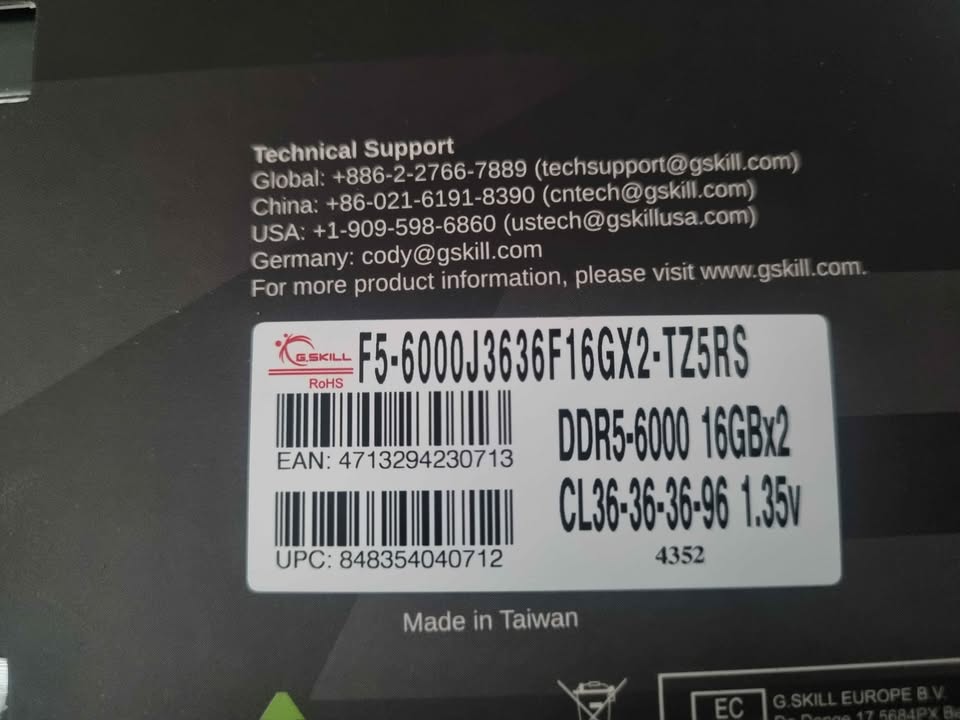 Technical Support
Global: +886-2-2766-7889 (techsupport@gskill.com)
China: +86-021-6191-8390 (cntech@gskill.com)
USA: +1-909-598-6860 (ustech@gskillusa.com)
Germany: cody@gskill.com
For more product information, please visit www.gskill.com.
G.SKILL
RoHS
F5-6000J3636F16GX2-TZ5RS
EAN: 4713294230713
DDR5-6000 16GBx2
CL36-36-36-96 1.35v
UPC: 848354040712
4352
Made in Taiwan
EC
G.SKILL EUROPE B.V.
17, 5684PX